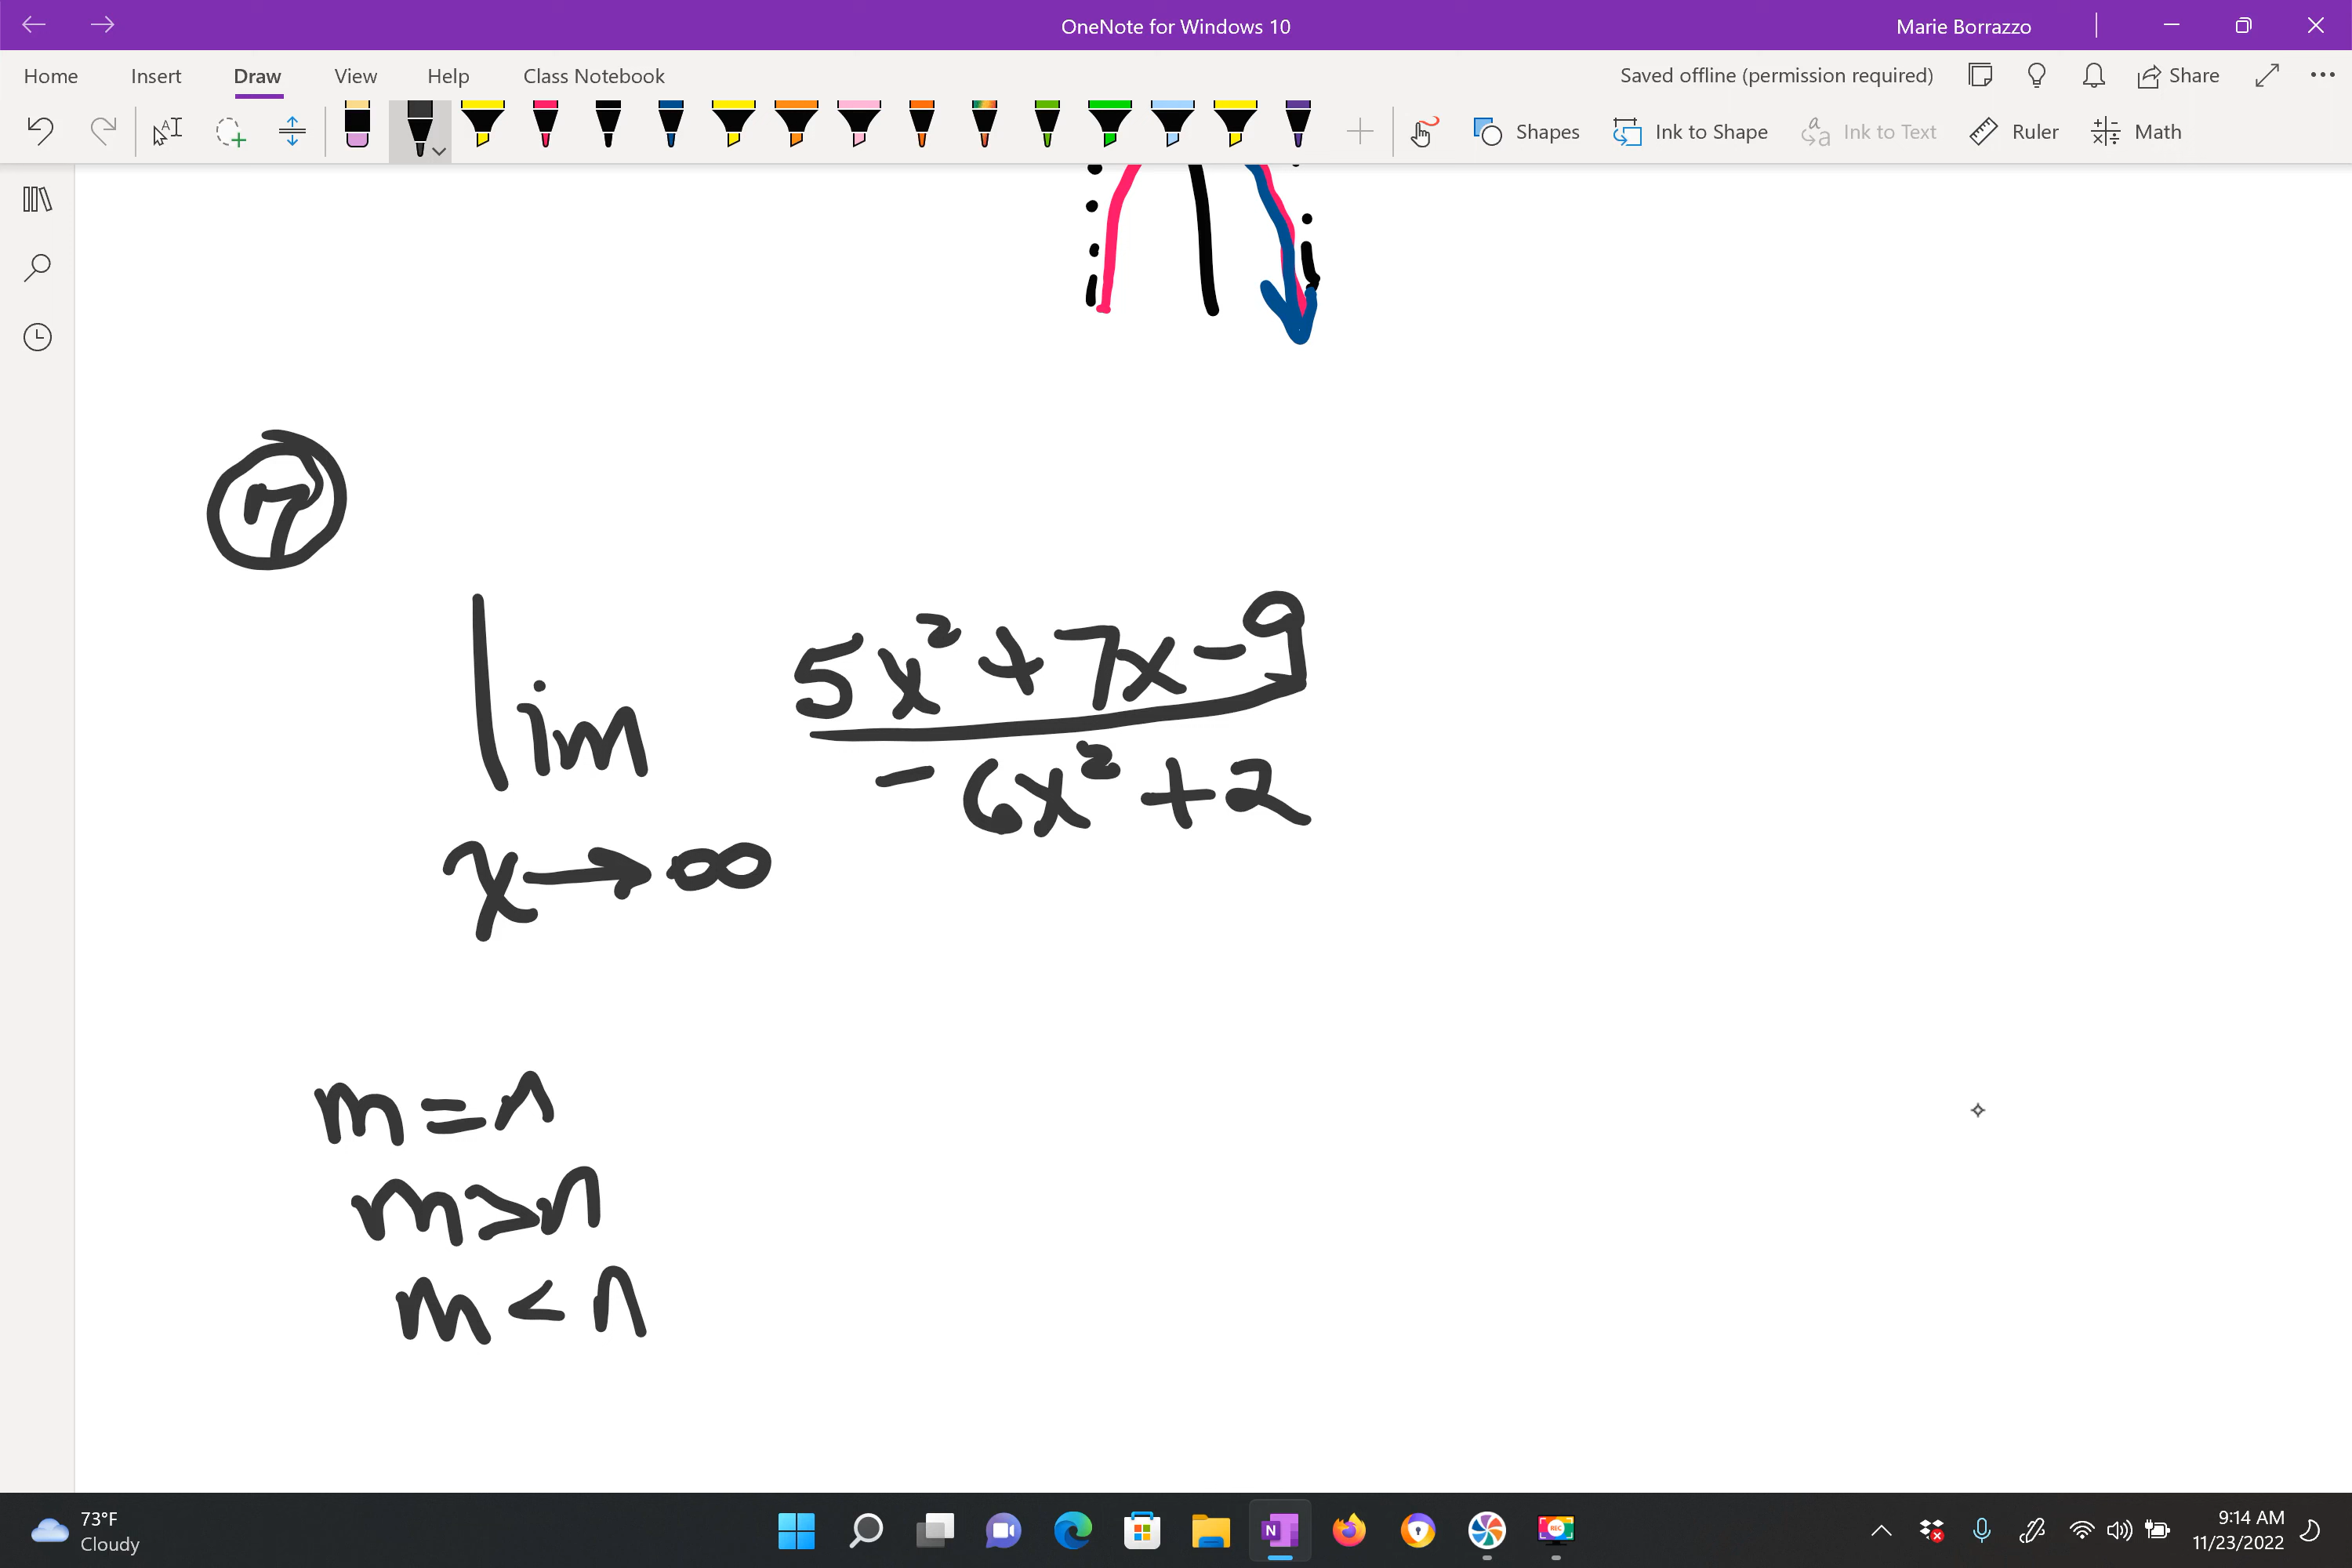 OneNote for Windows 10
Marie Borrazzo
Home Insert Draw View Help Class Notebook
Saved offline (permission required) Share
Shapes Ink to Shape Ink to Text Ruler Math
7
lim 5x²+7x-9
-6x²+2
x→∞
m=n
m>n
m<n
73°F
Cloudy
9:14 AM
11/23/2022